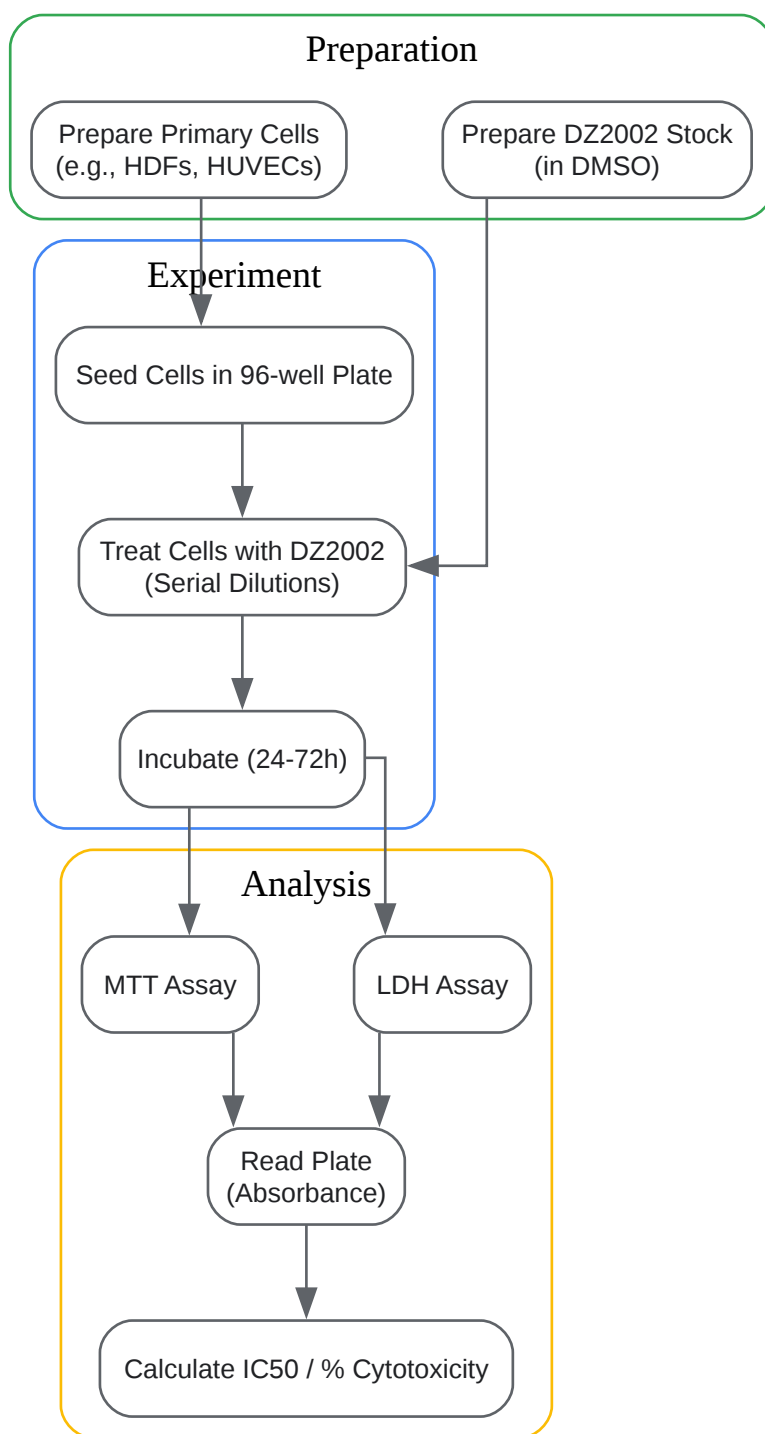 Preparation
Prepare Primary Cells
(e.g., HDFs, HUVECs)
Prepare DZ2002 Stock
(in DMSO)
Experiment
Seed Cells in 96-well Plate
Treat Cells with DZ2002
(Serial Dilutions)
Incubate (24-72h)
Analysis
MTT Assay
LDH Assay
Read Plate
(Absorbance)
Calculate IC50 / % Cytotoxicity